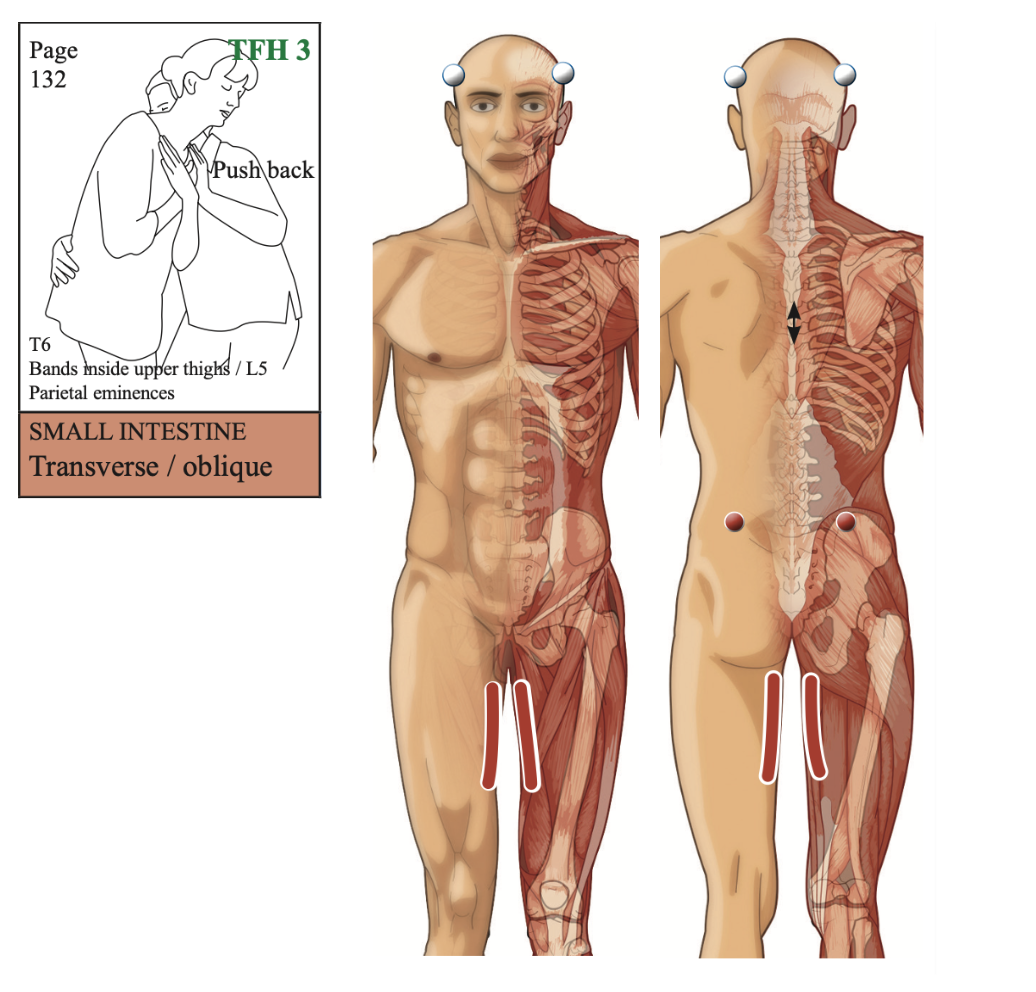 Page
132
TFH 3
Push back
T6
Bands inside upper thighs / L5
Parietal eminences
SMALL INTESTINE
Transverse / oblique